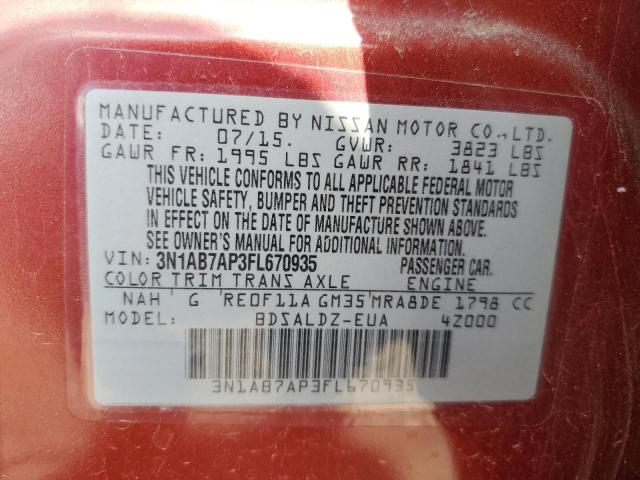 MANUFACTURED BY NISSAN MOTOR CO., LTD.
DATE: 07/15. GVWR: 3823 LBS
GAWR FR: 1995 LBS GAWR RR: 1841 LBS
THIS VEHICLE CONFORMS TO ALL APPLICABLE FEDERAL MOTOR
VEHICLE SAFETY, BUMPER AND THEFT PREVENTION STANDARDS
IN EFFECT ON THE DATE OF MANUFACTURE SHOWN ABOVE.
SEE OWNER'S MANUAL FOR ADDITIONAL INFORMATION.
VIN: 3N1AB7AP3FL670935 PASSENGER CAR.
COLOR TRIM TRANS AXLE ENGINE
NAH G RE0F11A GM35 MRA8DE 1798 CC
MODEL: BDSALDZ-EUA 4Z000
3N1AB7AP3FL670935